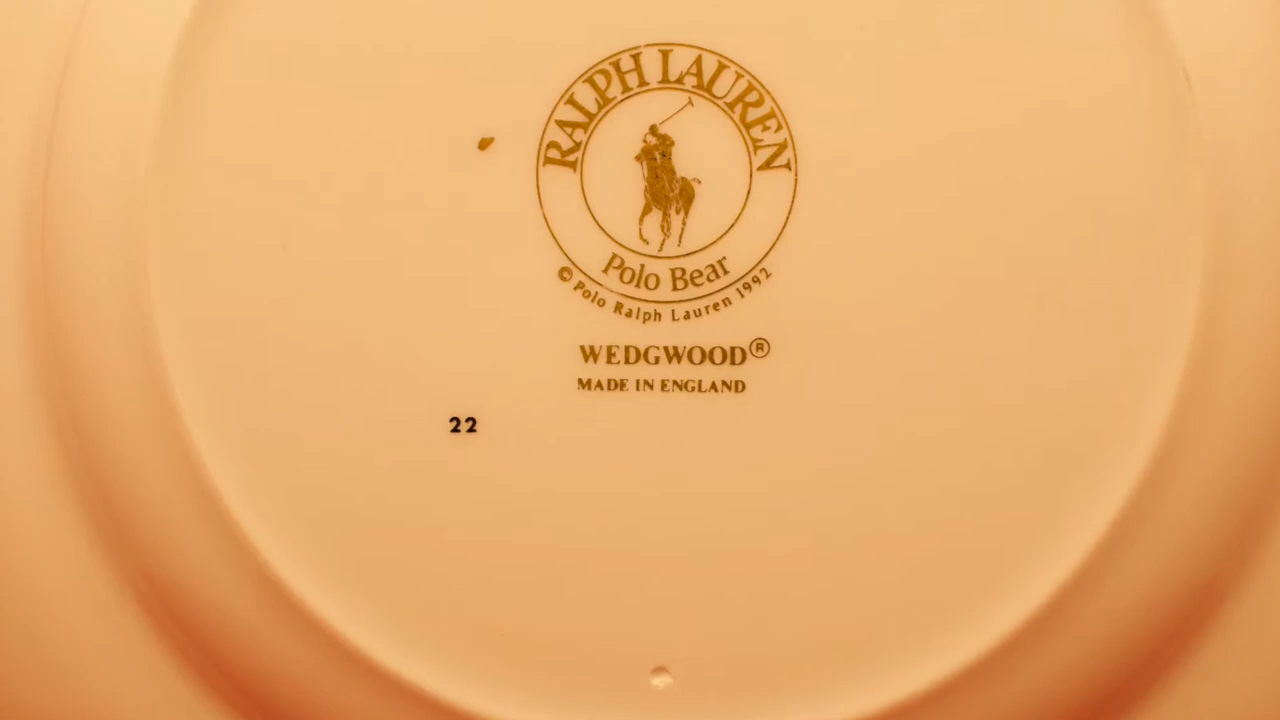 RALPH LAUREN
Polo Bear
© Polo Ralph Lauren 1992
WEDGWOOD®
MADE IN ENGLAND
22